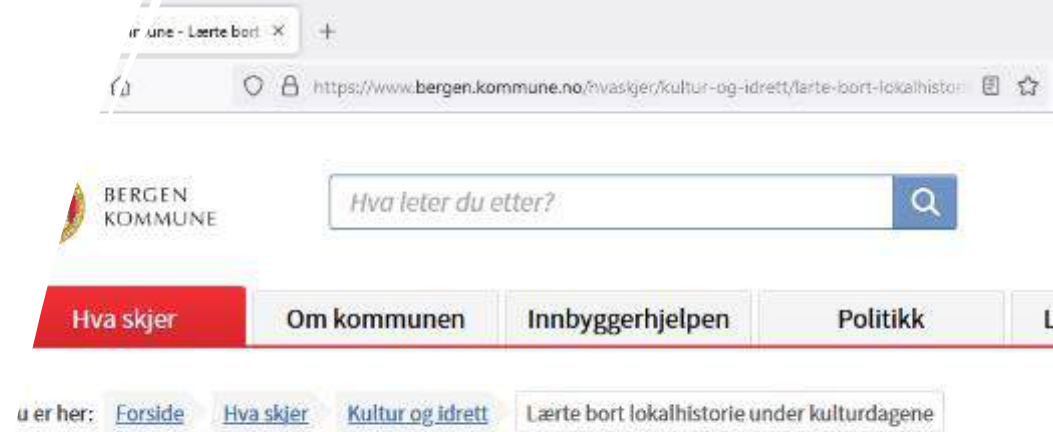 une - Lærte bort × +
https://www.bergen.kommune.no/hvaskjer/kultur-og-idrett/larte-bort-lokalhistori
BERGEN
KOMMUNE
Hva leter du etter?
Hva skjer Om kommunen Innbyggerhjelpen Politikk L
u er her: Forside Hva skjer Kultur og idrett Lærte bort lokalhistorie under kulturdagene